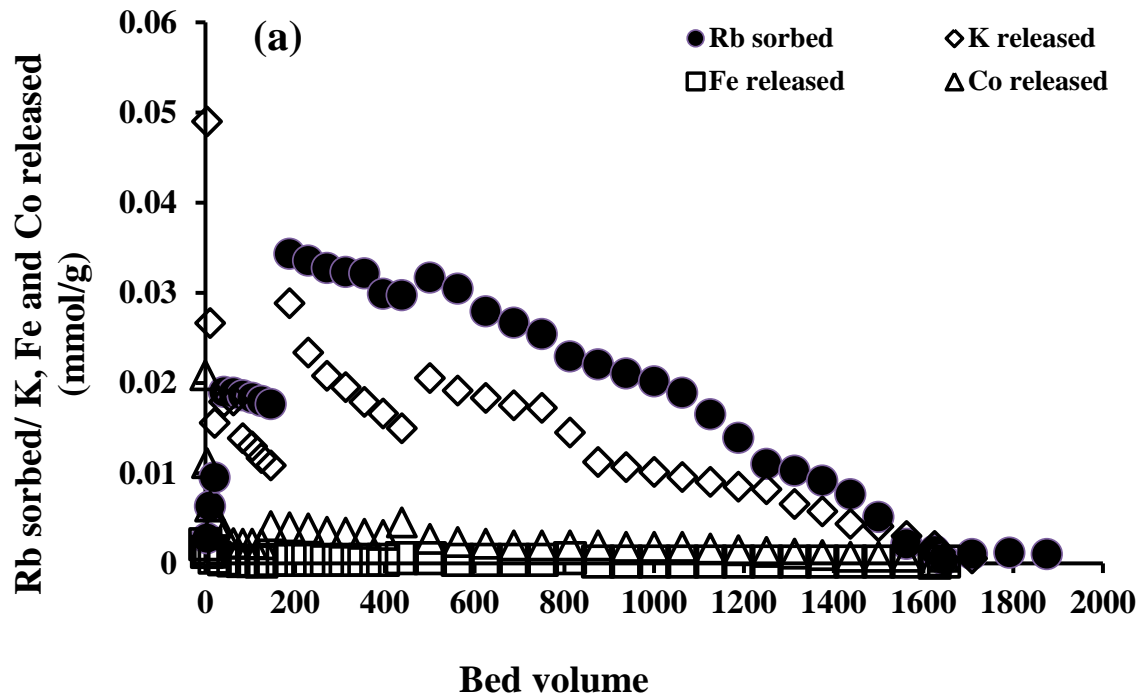 (a)
Rb sorbed
K released
Fe released
Co released
Rb sorbed/ K, Fe and Co released
(mmol/g)
0.06
0.05
0.04
0.03
0.02
0.01
0
0 200 400 600 800 1000 1200 1400 1600 1800 2000
Bed volume